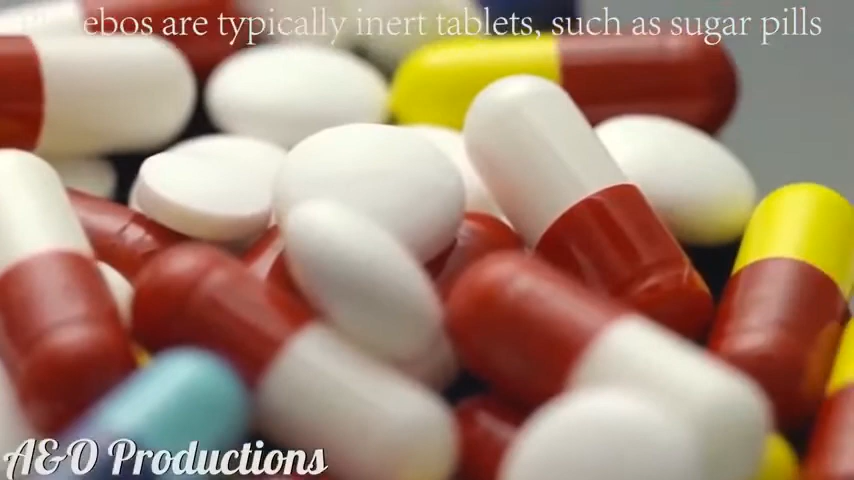 ebos are typically inert tablets, such as sugar pills
A&O Productions